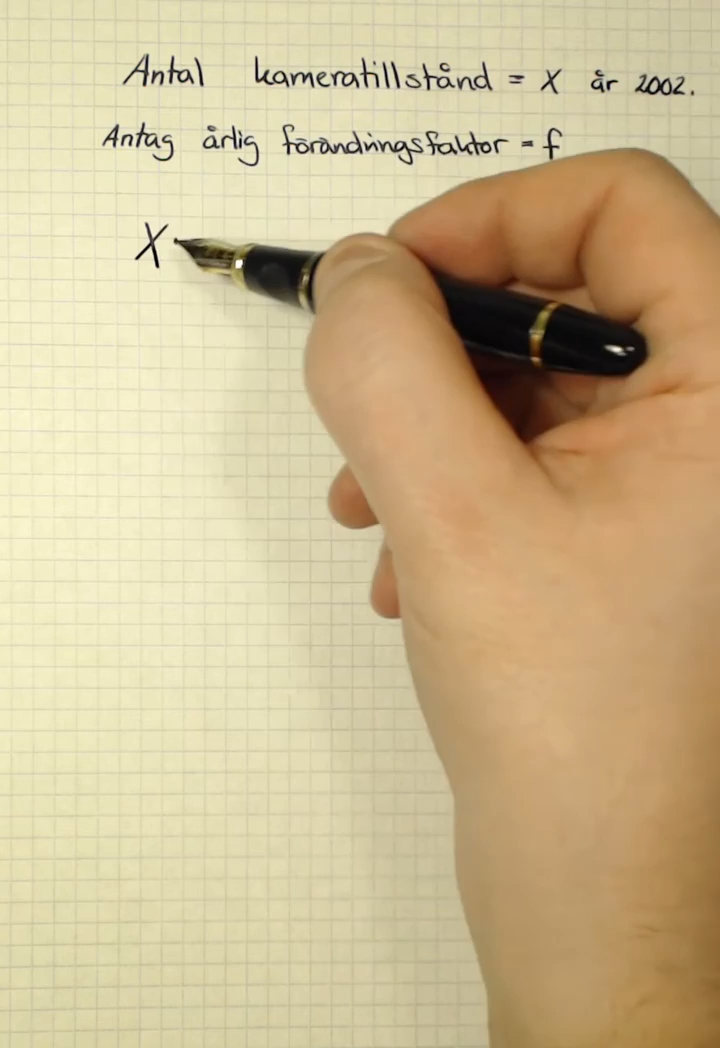 Antal kameratillstånd = X år 2002.
Antag årlig förändringsfaktor = f
X